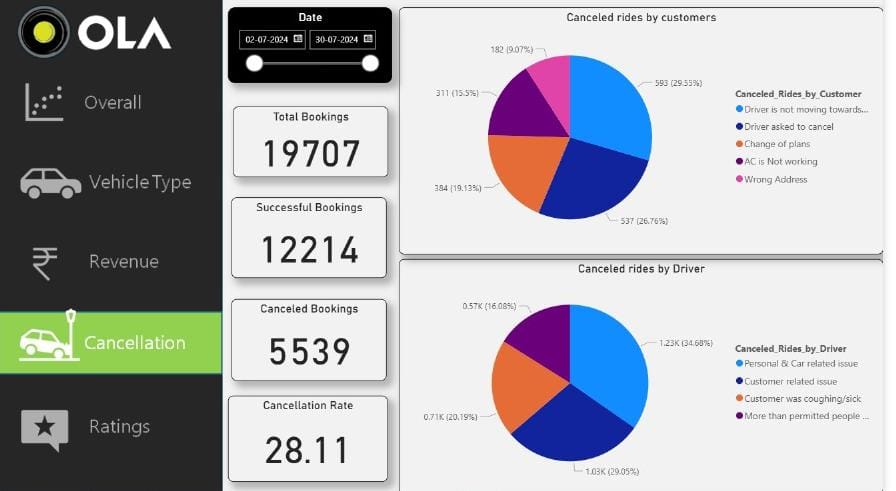 OLA
Overall
Vehicle Type
Revenue
Cancellation
Ratings
Date
02-07-2024 30-07-2024
Total Bookings
19707
Successful Bookings
12214
Canceled Bookings
5539
Cancellation Rate
28.11
Canceled rides by customers
182 (9.07%)
593 (29.55%)
311 (15.5%)
384 (19.13%)
537 (26.76%)
Canceled_Rides_by_Customer
Driver is not moving towards...
Driver asked to cancel
Change of plans
AC is Not working
Wrong Address
Canceled rides by Driver
0.57K (16.08%)
1.23K (34.68%)
0.71K (20.19%)
1.03K (29.05%)
Canceled_Rides_by_Driver
Personal & Car related issue
Customer related issue
Customer was coughing/sick
More than permitted people ...